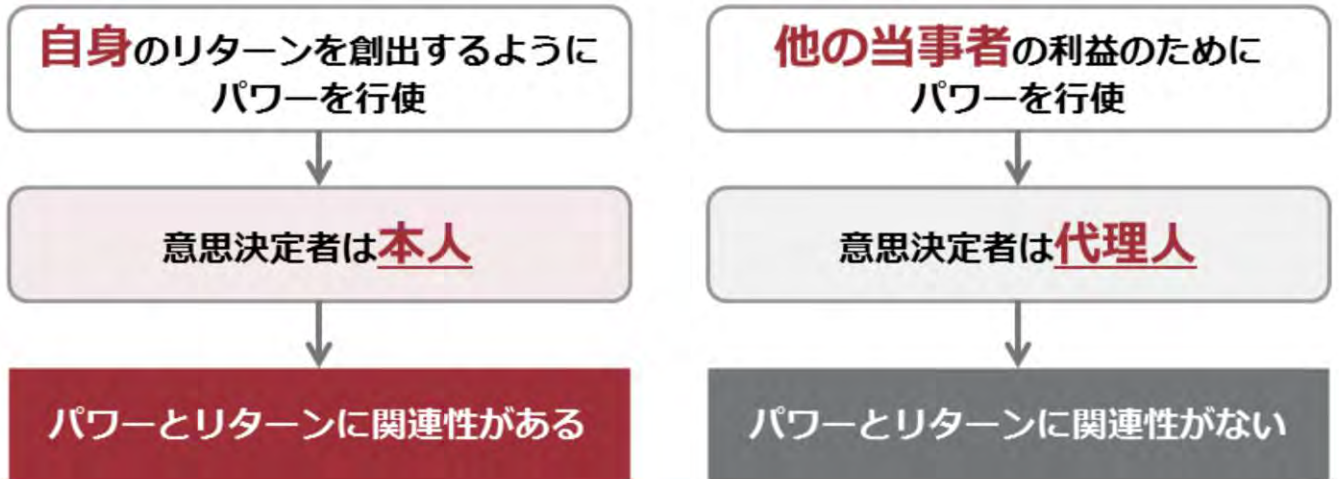 自身のリターンを創出するように
パワーを行使
意思決定者は本人
パワーとリターンに関連性がある
他の当事者の利益のために
パワーを行使
意思決定者は代理人
パワーとリターンに関連性がない